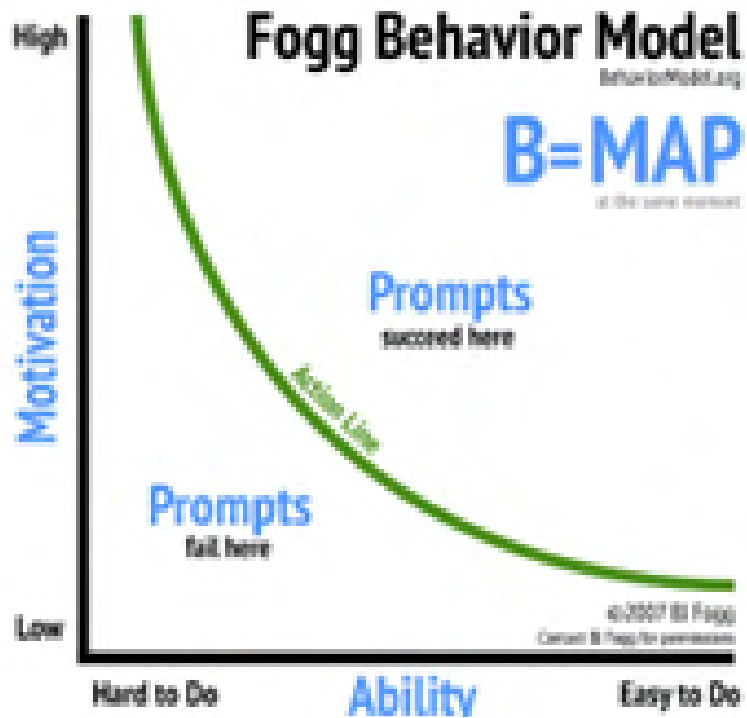 High
Fogg Behavior Model
BehaviorModel.org
B=MAP
at the same moment
Motivation
Prompts
succeed here
Action Line
Prompts
fail here
Low
©2007 BJ Fogg
Contact BJ Fogg for permissions
Hard to Do
Ability
Easy to Do